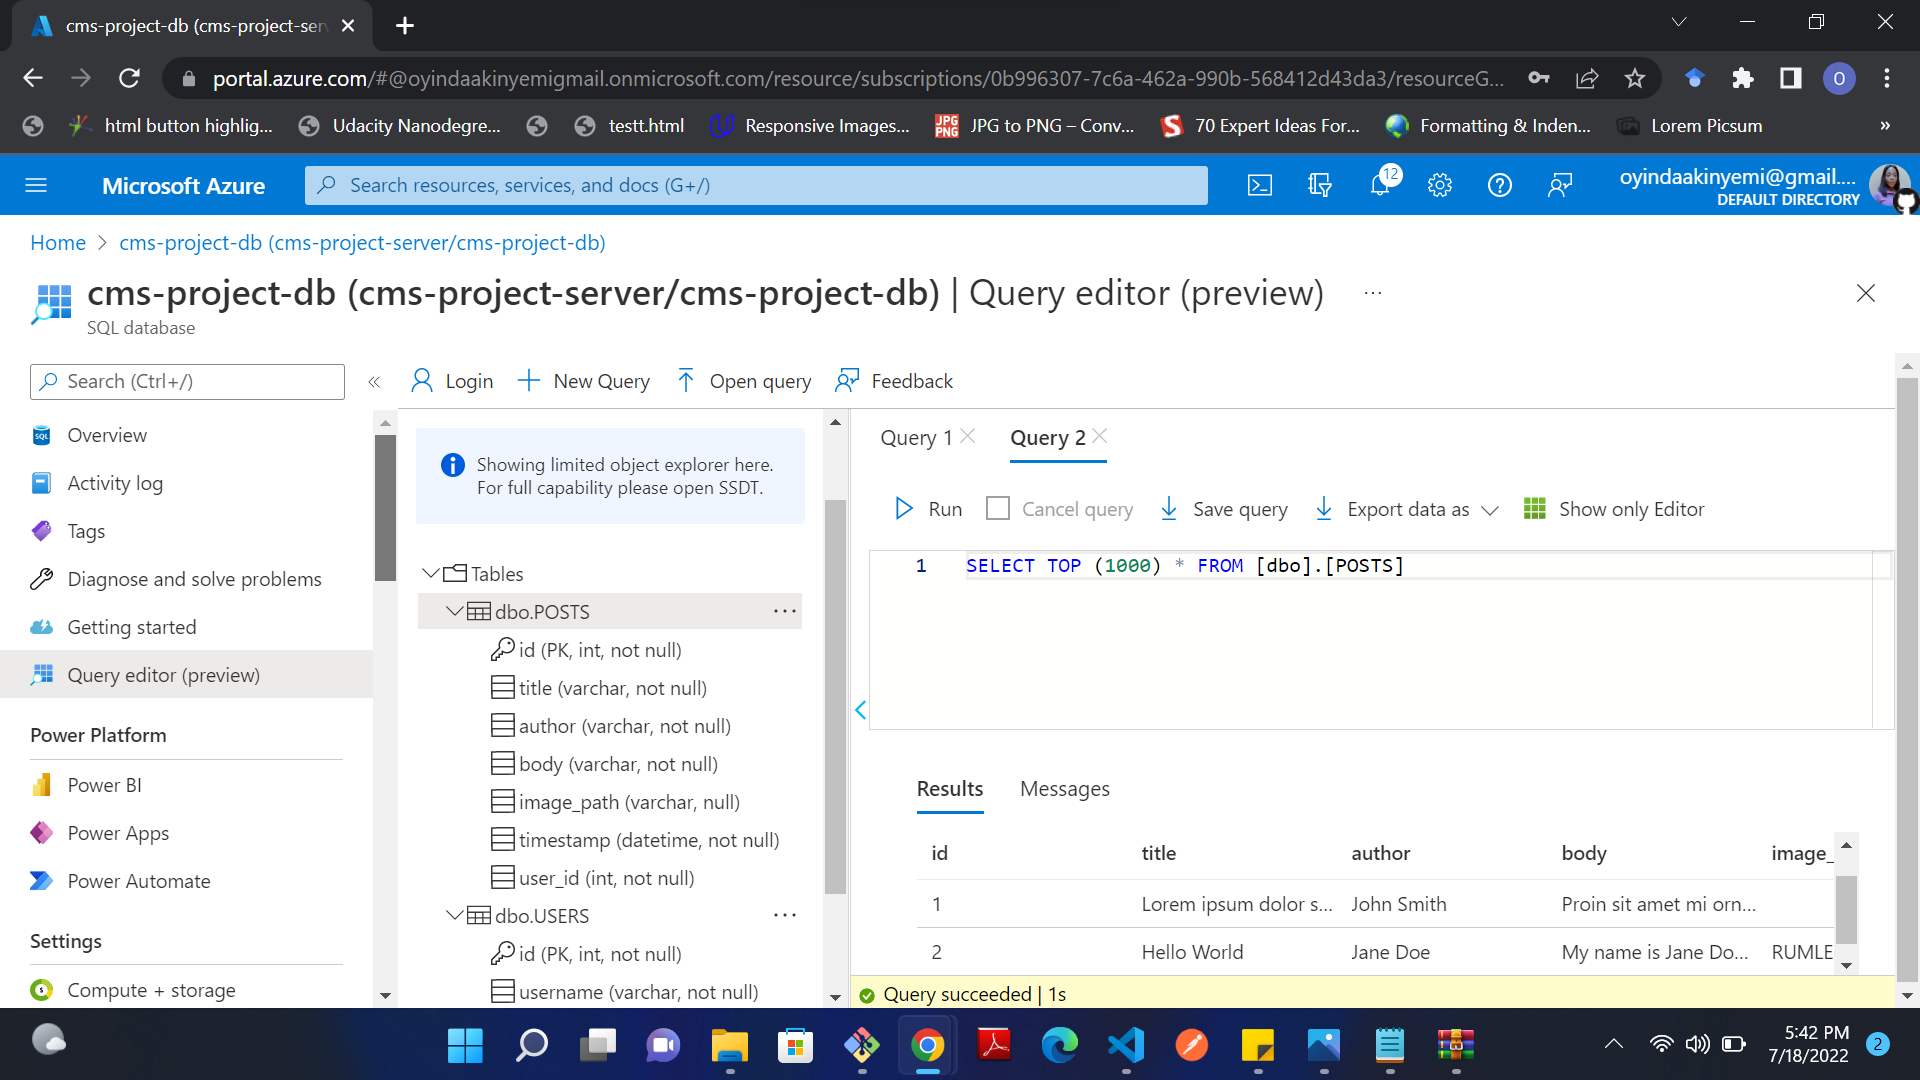 cms-project-db (cms-project-ser
portal.azure.com/#@oyindaakinyemigmail.onmicrosoft.com/resource/subscriptions/0b996307-7c6a-462a-990b-568412d43da3/resourceG...
O
html button highlig...
Udacity Nanodegre...
testt.html
Responsive Images...
JPG PNG
JPG to PNG – Conv...
70 Expert Ideas For...
Formatting & Inden...
Lorem Picsum
»
Microsoft Azure
Search resources, services, and docs (G+/)
12
oyindaakinyemi@gmail....
DEFAULT DIRECTORY
Home > cms-project-db (cms-project-server/cms-project-db)
cms-project-db (cms-project-server/cms-project-db) | Query editor (preview) ...
SQL database
Search (Ctrl+/)
«
Login
New Query
Open query
Feedback
SQL
Overview
Activity log
Tags
Diagnose and solve problems
Getting started
Query editor (preview)
Power Platform
Power BI
Power Apps
Power Automate
Settings
Compute + storage
Showing limited object explorer here.
For full capability please open SSDT.
Tables
dbo.POSTS ...
id (PK, int, not null)
title (varchar, not null)
author (varchar, not null)
body (varchar, not null)
image_path (varchar, null)
timestamp (datetime, not null)
user_id (int, not null)
dbo.USERS ...
id (PK, int, not null)
username (varchar, not null)
Query 1
Query 2
Run
Cancel query
Save query
Export data as
Show only Editor
1 SELECT TOP (1000) * FROM [dbo].[POSTS]
Results
Messages
id title author body image_
1 Lorem ipsum dolor s... John Smith Proin sit amet mi orn...
2 Hello World Jane Doe My name is Jane Do... RUMLE
Query succeeded | 1s
5:42 PM
7/18/2022
2